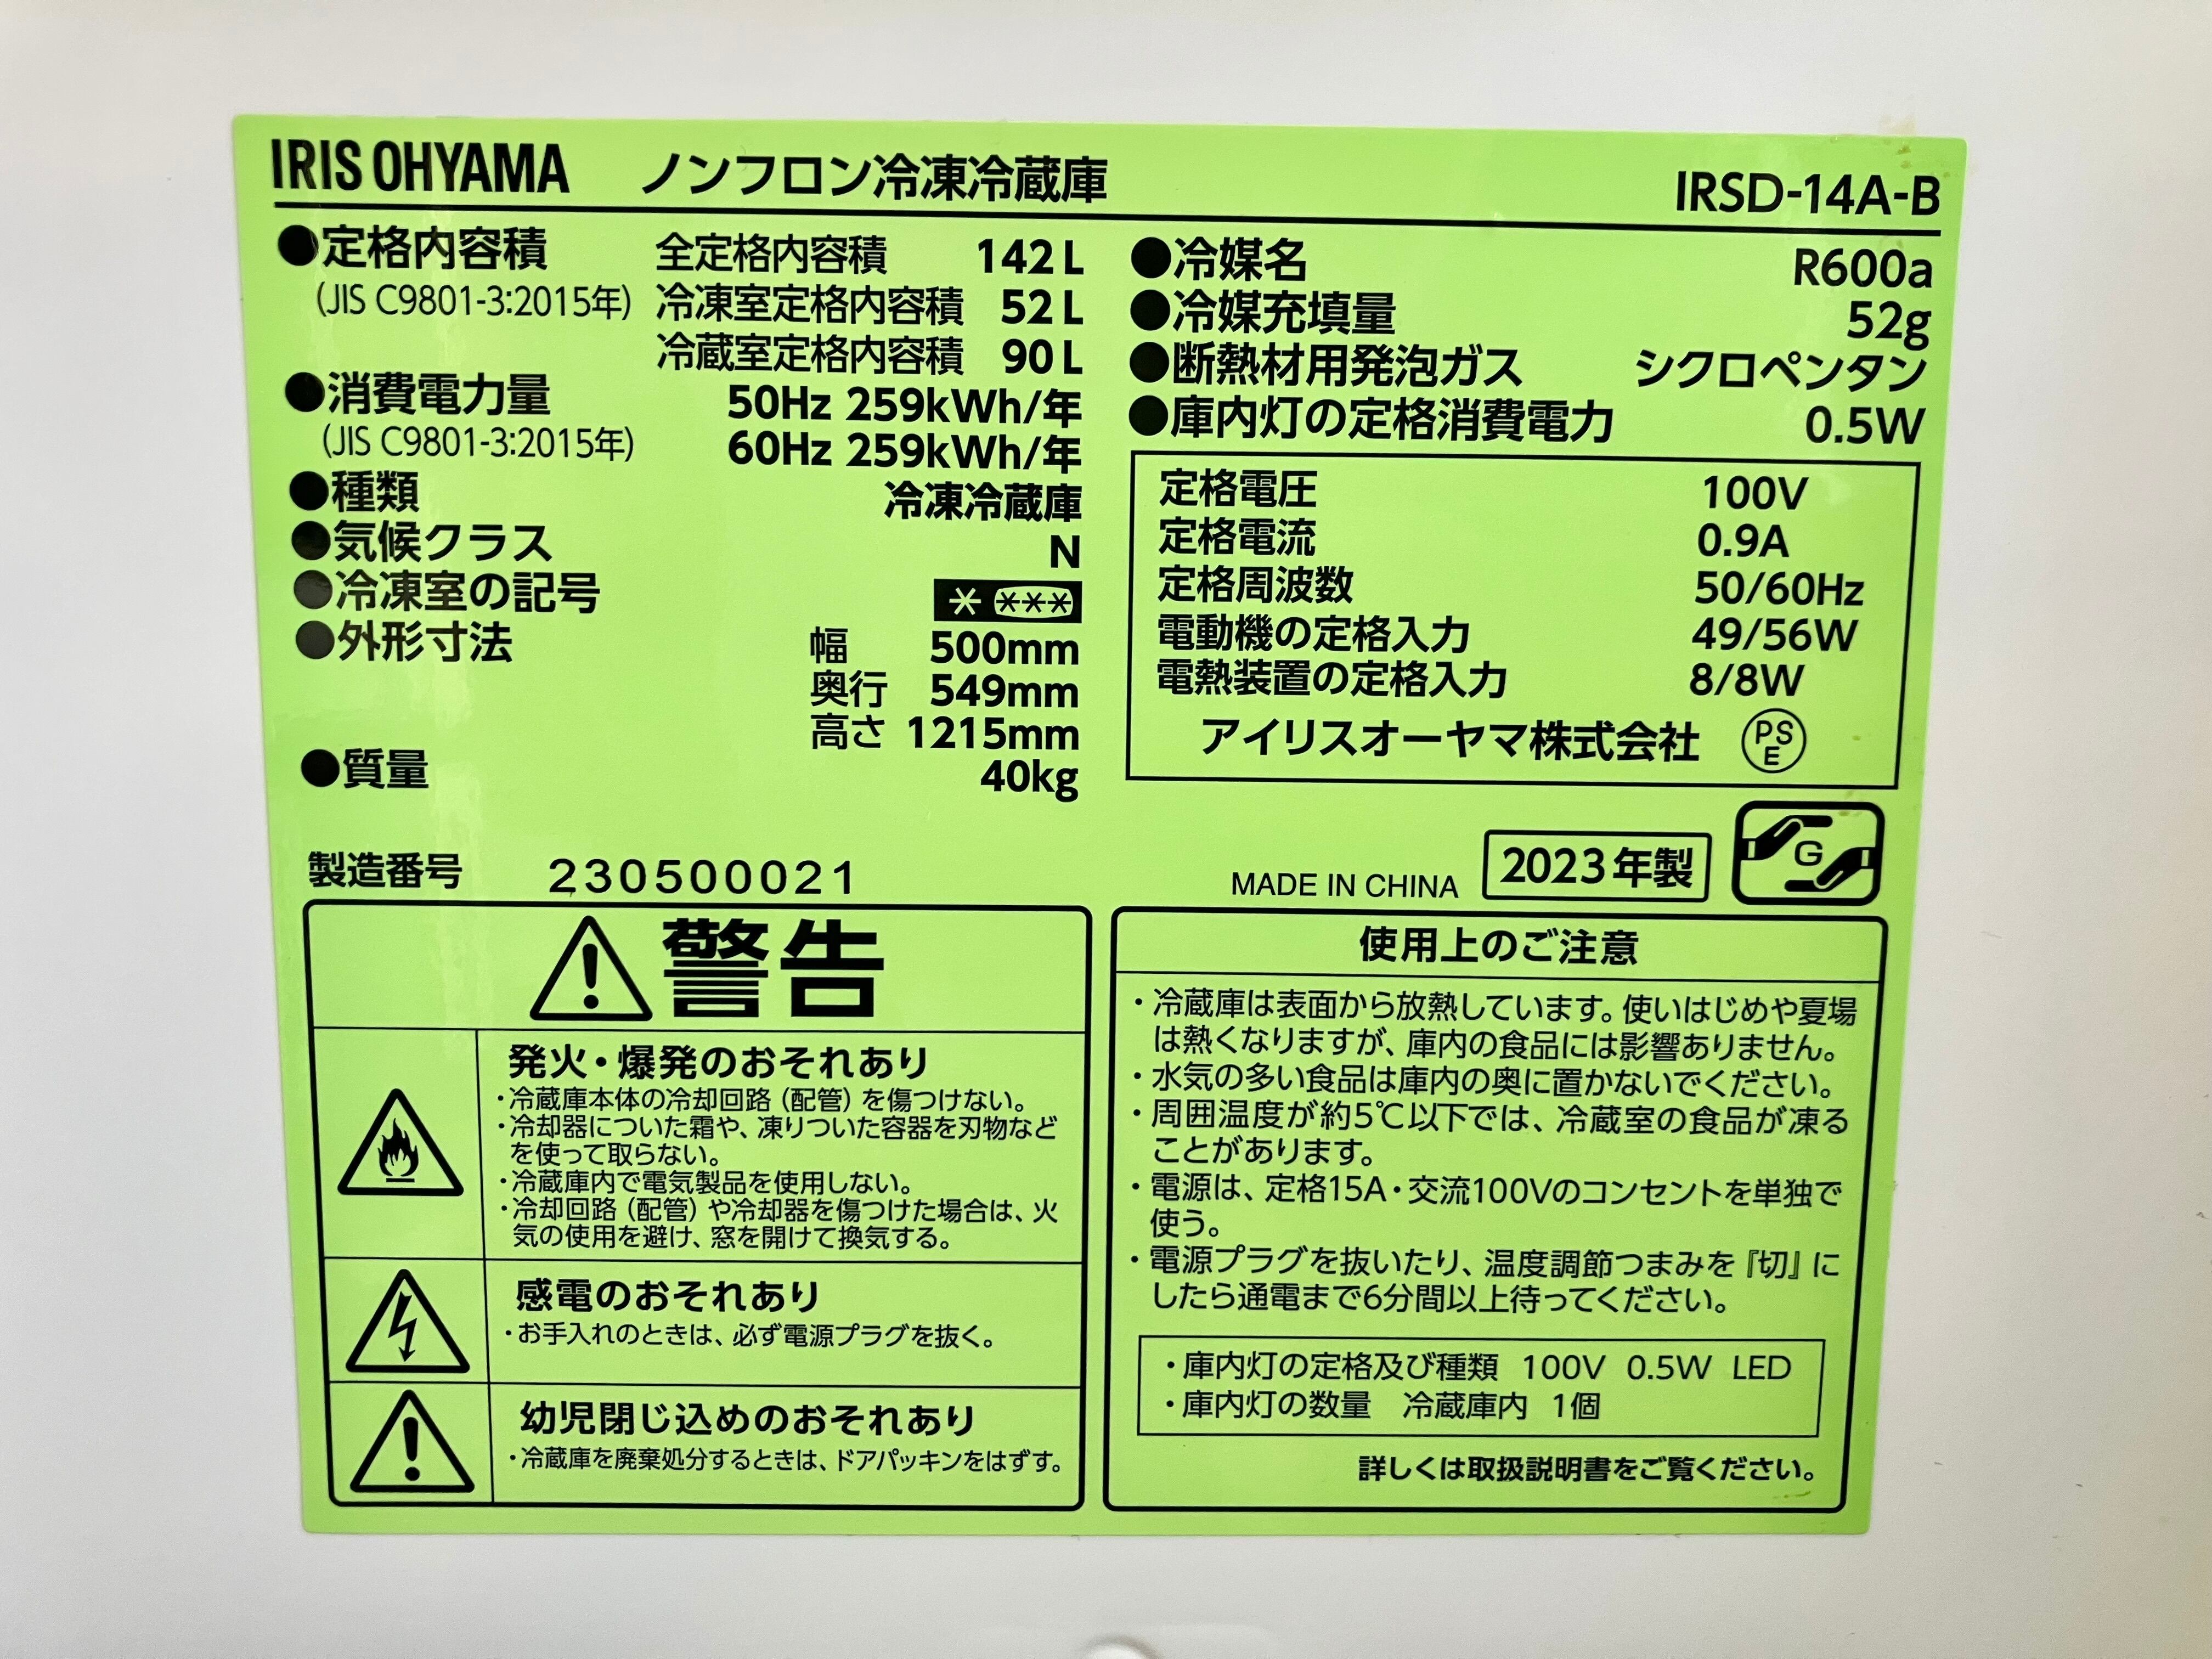 IRIS OHYAMA ノンフロン冷凍冷蔵庫 IRSD-14A-B
●定格内容積 全定格内容積 142L
(JIS C9801-3:2015年) 冷凍室定格内容積 52L
冷蔵室定格内容積 90L
●消費電力量 50Hz 259kWh/年
(JIS C9801-3:2015年) 60Hz 259kWh/年
●種類 冷凍冷蔵庫
●気候クラス N
●冷凍室の記号 * ***
●外形寸法 幅 500mm
奥行 549mm
高さ 1215mm
●質量 40kg
●冷媒名 R600a
●冷媒充填量 52g
●断熱材用発泡ガス シクロペンタン
●庫内灯の定格消費電力 0.5W
定格電圧 100V
定格電流 0.9A
定格周波数 50/60Hz
電動機の定格入力 49/56W
電熱装置の定格入力 8/8W
アイリスオーヤマ株式会社 PSE
製造番号 230500021
MADE IN CHINA 2023年製 G
警告
発火・爆発のおそれあり
・冷蔵庫本体の冷却回路(配管)を傷つけない。
・冷却器についた霜や、凍りついた容器を刃物など
を使って取らない。
・冷蔵庫内で電気製品を使用しない。
・冷却回路(配管)や冷却器を傷つけた場合は、火
気の使用を避け、窓を開けて換気する。
感電のおそれあり
・お手入れのときは、必ず電源プラグを抜く。
幼児閉じ込めのおそれあり
・冷蔵庫を廃棄処分するときは、ドアパッキンをはずす。
使用上のご注意
・冷蔵庫は表面から放熱しています。使いはじめや夏場
は熱くなりますが、庫内の食品には影響ありません。
・水気の多い食品は庫内の奥に置かないでください。
・周囲温度が約5℃以下では、冷蔵室の食品が凍る
ことがあります。
・電源は、定格15A・交流100Vのコンセントを単独で
使う。
・電源プラグを抜いたり、温度調節つまみを『切』に
したら通電まで6分間以上待ってください。
・庫内灯の定格及び種類 100V 0.5W LED
・庫内灯の数量 冷蔵庫内 1個
詳しくは取扱説明書をご覧ください。